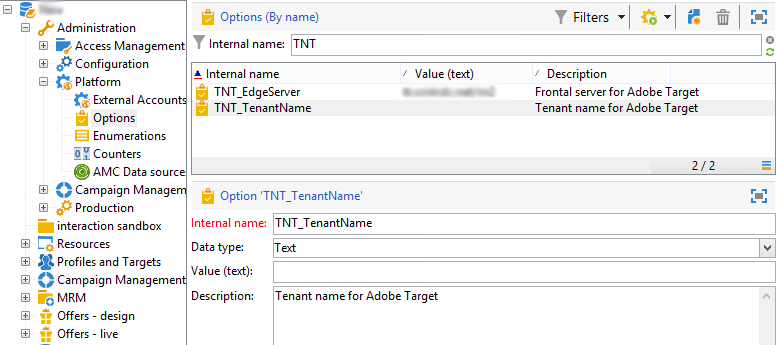 Administration
Access Management
Configuration
Platform
External Accounts
Options
Enumerations
Counters
AMC Data source
Campaign Managem
Production
interaction sandbox
Resources
Profiles and Targets
Campaign Management
MRM
Offers - design
Offers - live
Options (By name)
Filters
Internal name: TNT
Internal name Value (text) Description
TNT_EdgeServer Frontal server for Adobe Target
TNT_TenantName Tenant name for Adobe Target
2 / 2
Option 'TNT_TenantName'
Internal name: TNT_TenantName
Data type: Text
Value (text):
Description: Tenant name for Adobe Target